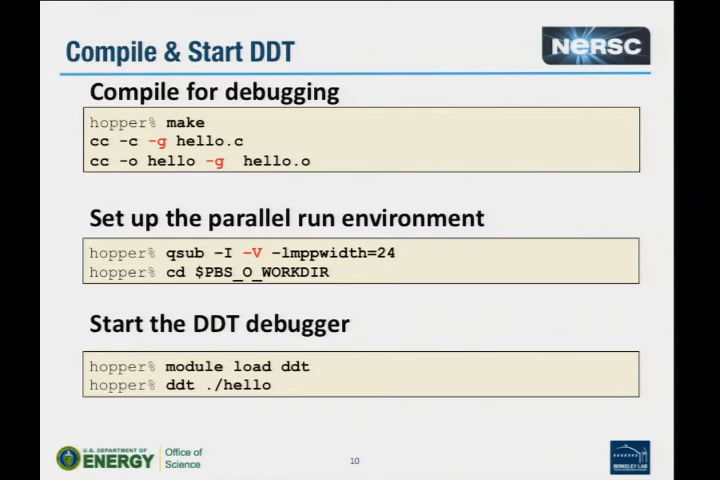 Compile & Start DDT
NERSC
Compile for debugging
hopper% make
cc -c -g hello.c
cc -o hello -g hello.o
Set up the parallel run environment
hopper% qsub -I -V -lmppwidth=24
hopper% cd $PBS_O_WORKDIR
Start the DDT debugger
hopper% module load ddt
hopper% ddt ./hello
U.S. DEPARTMENT OF
ENERGY
Office of
Science
10
BERKELEY LAB